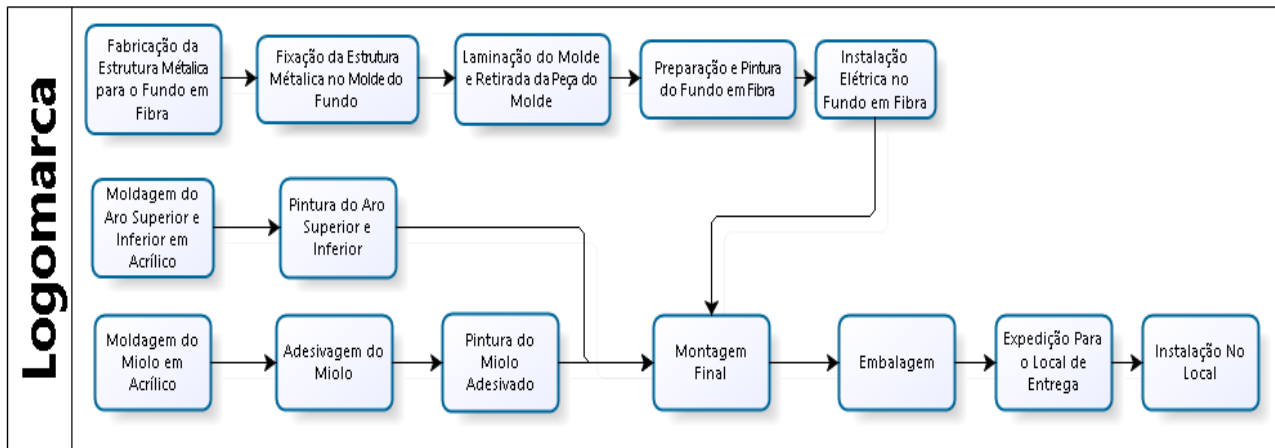 Logomarca
Fabricação da
Estrutura Métalica
para o Fundo em
Fibra
Fixação da Estrutura
Métalica no Molde do
Fundo
Laminação do Molde
e Retirada da Peça do
Molde
Preparação e Pintura
do Fundo em Fibra
Instalação
Elétrica no
Fundo em Fibra
Moldagem do
Aro Superior e
Inferior em
Acrílico
Pintura do Aro
Superior e
Inferior
Moldagem do
Miolo em
Acrílico
Adesivagem do
Miolo
Pintura do
Miolo
Adesivado
Montagem
Final
Embalagem
Expedição Para
o Local de
Entrega
Instalação No
Local